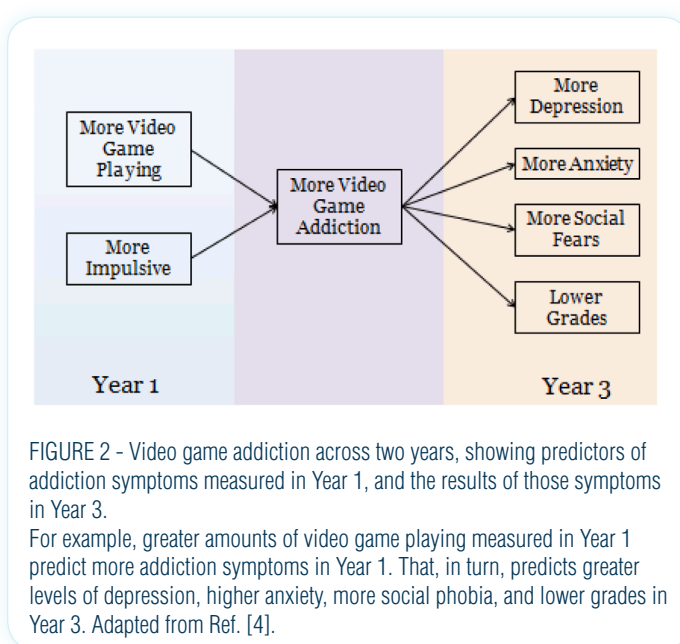 More Video
Game
Playing
More
Impulsive
Year 1
More Video
Game
Addiction
More
Depression
More Anxiety
More Social
Fears
Lower
Grades
Year 3
FIGURE 2 - Video game addiction across two years, showing predictors of
addiction symptoms measured in Year 1, and the results of those symptoms
in Year 3.
For example, greater amounts of video game playing measured in Year 1
predict more addiction symptoms in Year 1. That, in turn, predicts greater
levels of depression, higher anxiety, more social phobia, and lower grades in
Year 3. Adapted from Ref. [4].